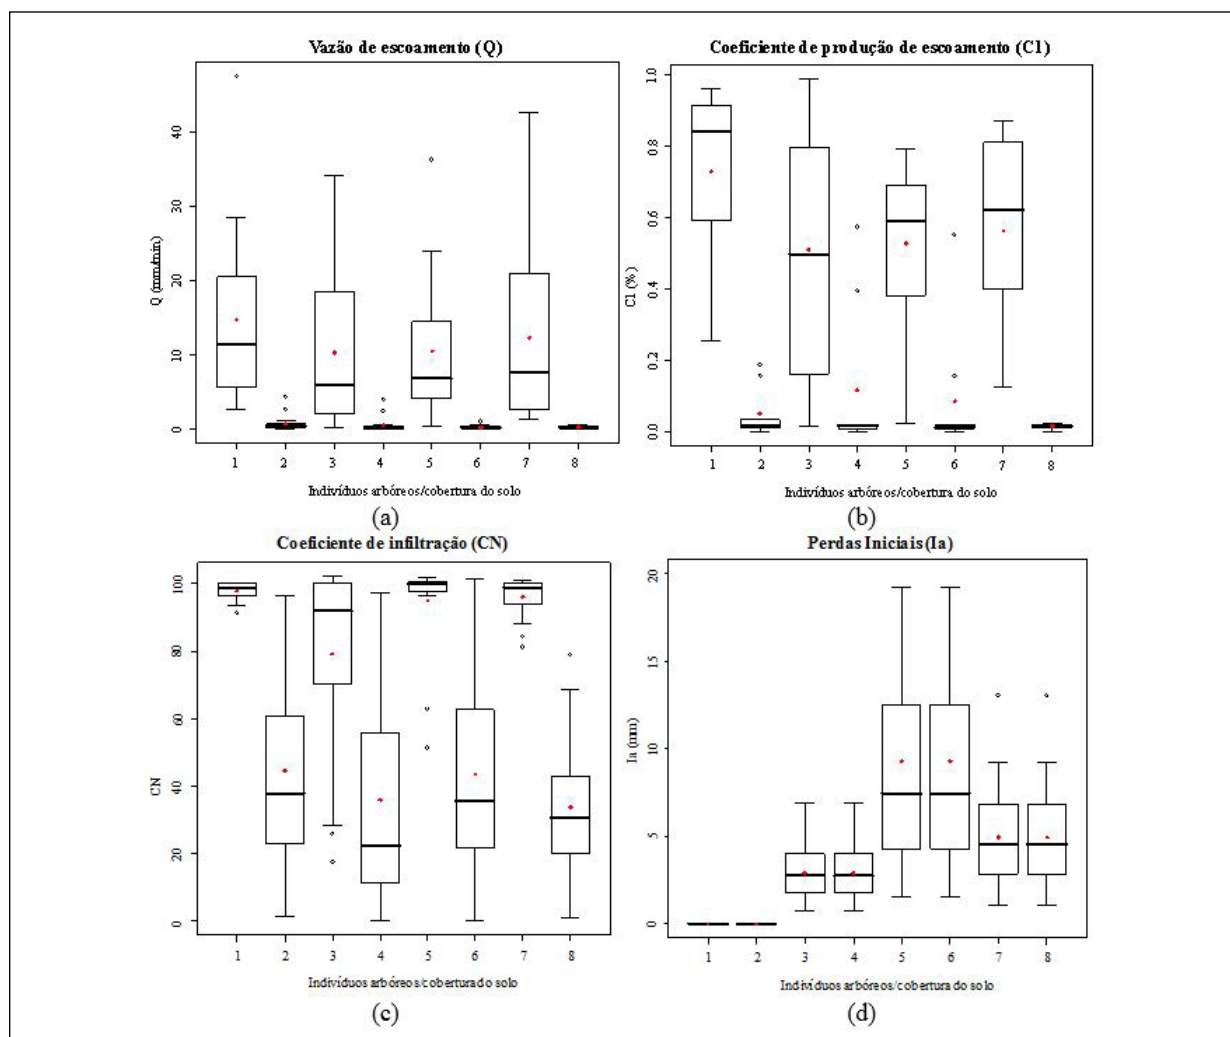 Vazão de escoamento (Q)
Q (mm/min)
0 10 20 30 40
1 2 3 4 5 6 7 8
Indivíduos arbóreos/cobertura do solo
(a)
Coeficiente de produção de escoamento (C1)
C1 (%)
0.0 0.2 0.4 0.6 0.8 1.0
1 2 3 4 5 6 7 8
Indivíduos arbóreos/cobertura do solo
(b)
Coeficiente de infiltração (CN)
CN
0 20 40 60 80 100
1 2 3 4 5 6 7 8
Indivíduos arbóreos/cobertura do solo
(c)
Perdas Iniciais (Ia)
Ia (mm)
0 5 10 15 20
1 2 3 4 5 6 7 8
Indivíduos arbóreos/cobertura do solo
(d)